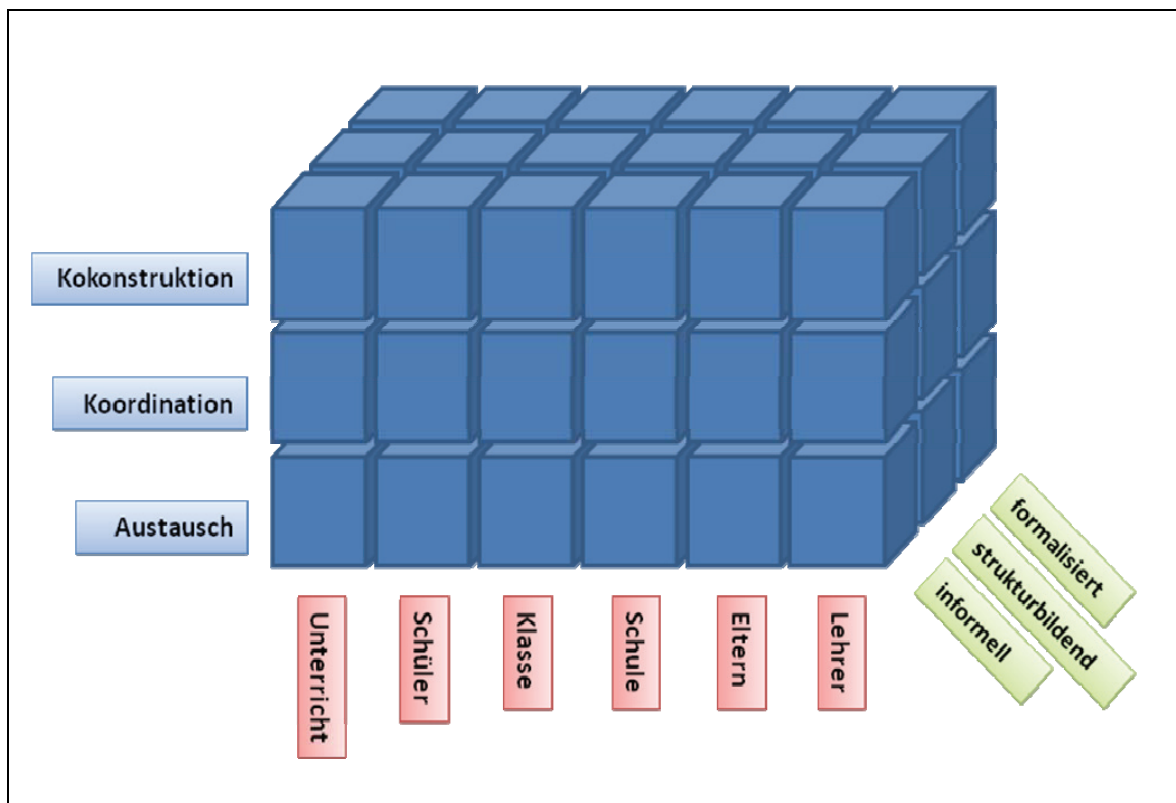 Kokonstruktion
Koordination
Austausch
Unterricht
Schüler
Klasse
Schule
Eltern
Lehrer
formalisiert
strukturbildend
informell